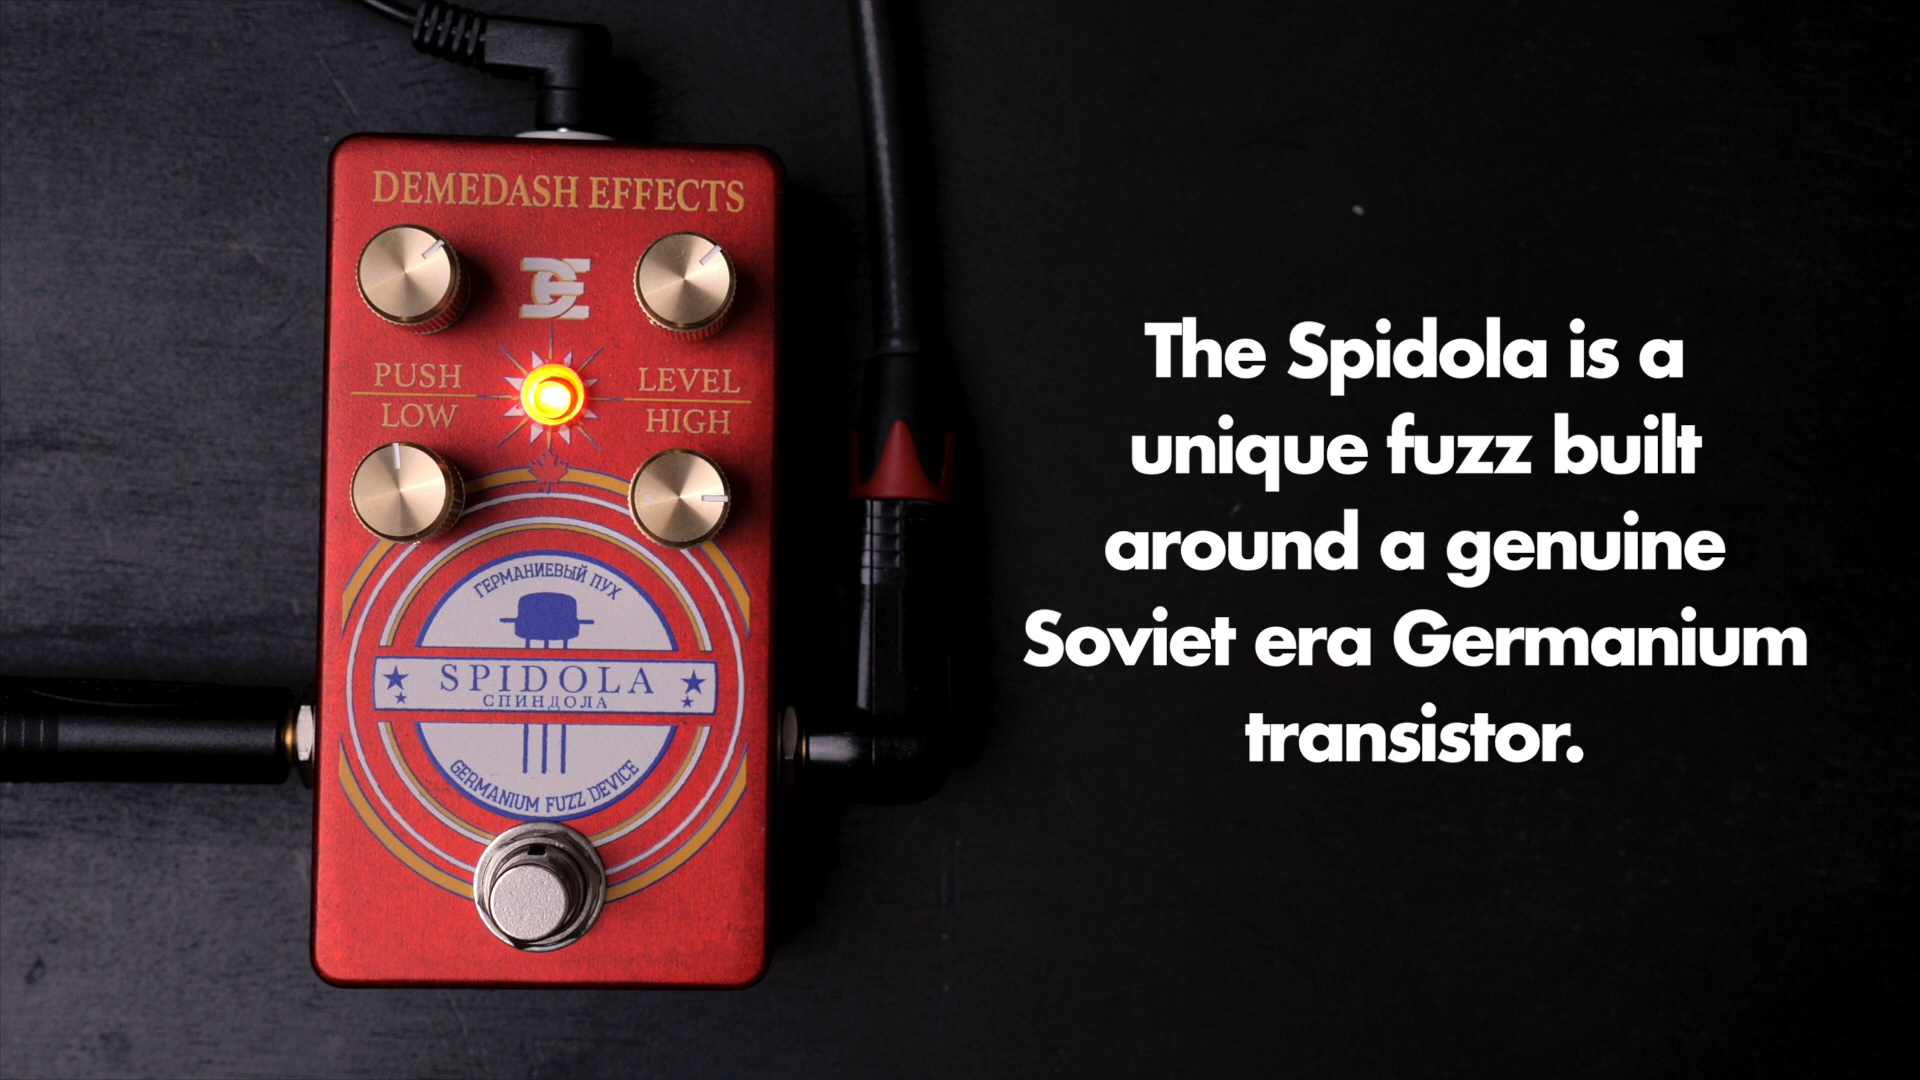 DEMEDASH EFFECTS
DE
PUSH
LEVEL
LOW
HIGH
ГЕРМАНИЕВЫЙ ПУХ
SPIDOLA
СПИНДОЛА
GERMANIUM FUZZ DEVICE
The Spidola is a
unique fuzz built
around a genuine
Soviet era Germanium
transistor.